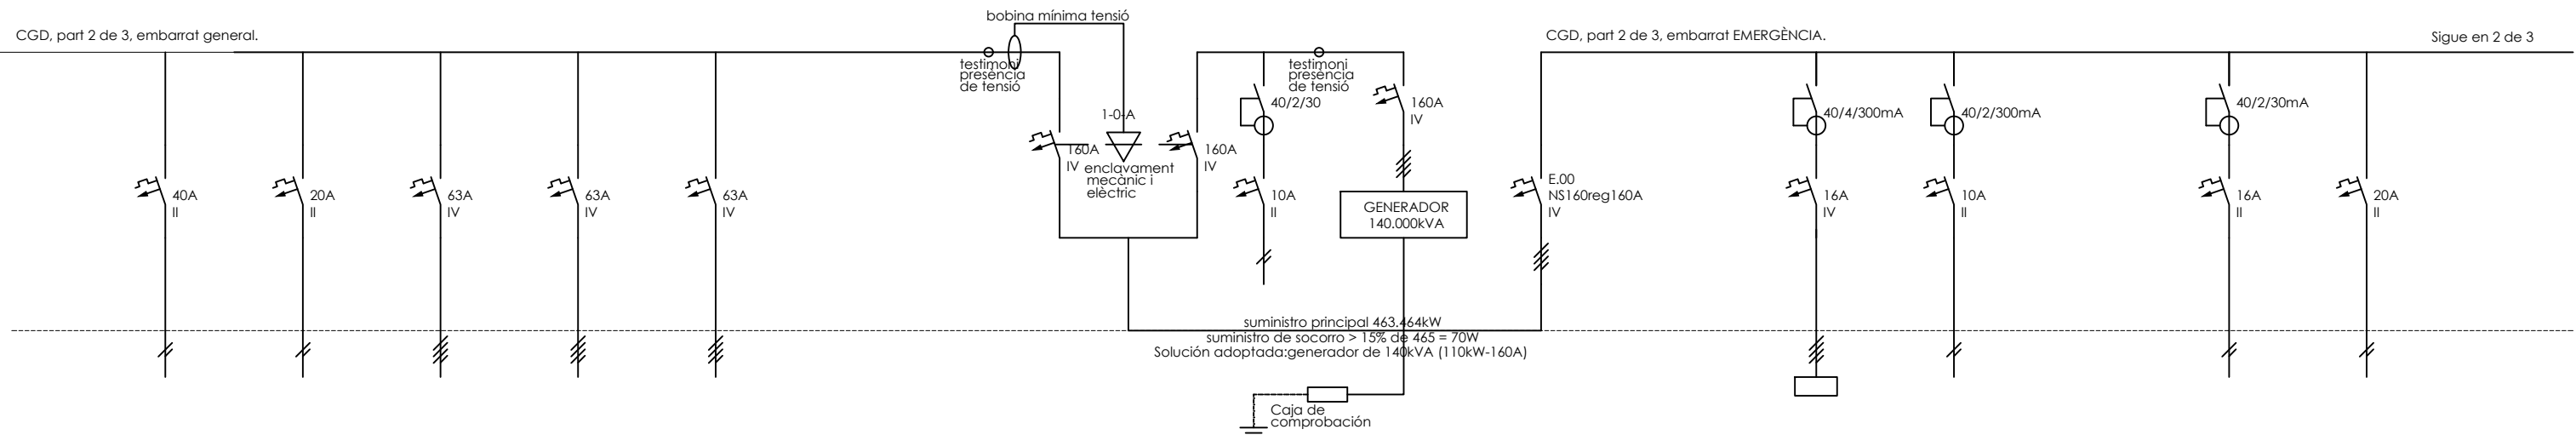 bobina mínima tensió
CGD, part 2 de 3, embarrat general.
CGD, part 2 de 3, embarrat EMERGÈNCIA.
Sigue en 2 de 3
testimoni
presència
de tensió
testimoni
presència
de tensió
1-0-A
40/2/30
160A
IV
40/4/300mA
40/2/300mA
40/2/30mA
160A
IV
160A
IV
enclavament
mecànic i
elèctric
40A
II
20A
II
63A
IV
63A
IV
63A
IV
10A
II
GENERADOR
140.000kVA
E.00
NS160reg160A
IV
16A
IV
10A
II
16A
II
20A
II
suministro principal 463.464kW
suministro de socorro > 15% de 465 = 70W
Solución adoptada:generador de 140kVA (110kW-160A)
Caja de
comprobación